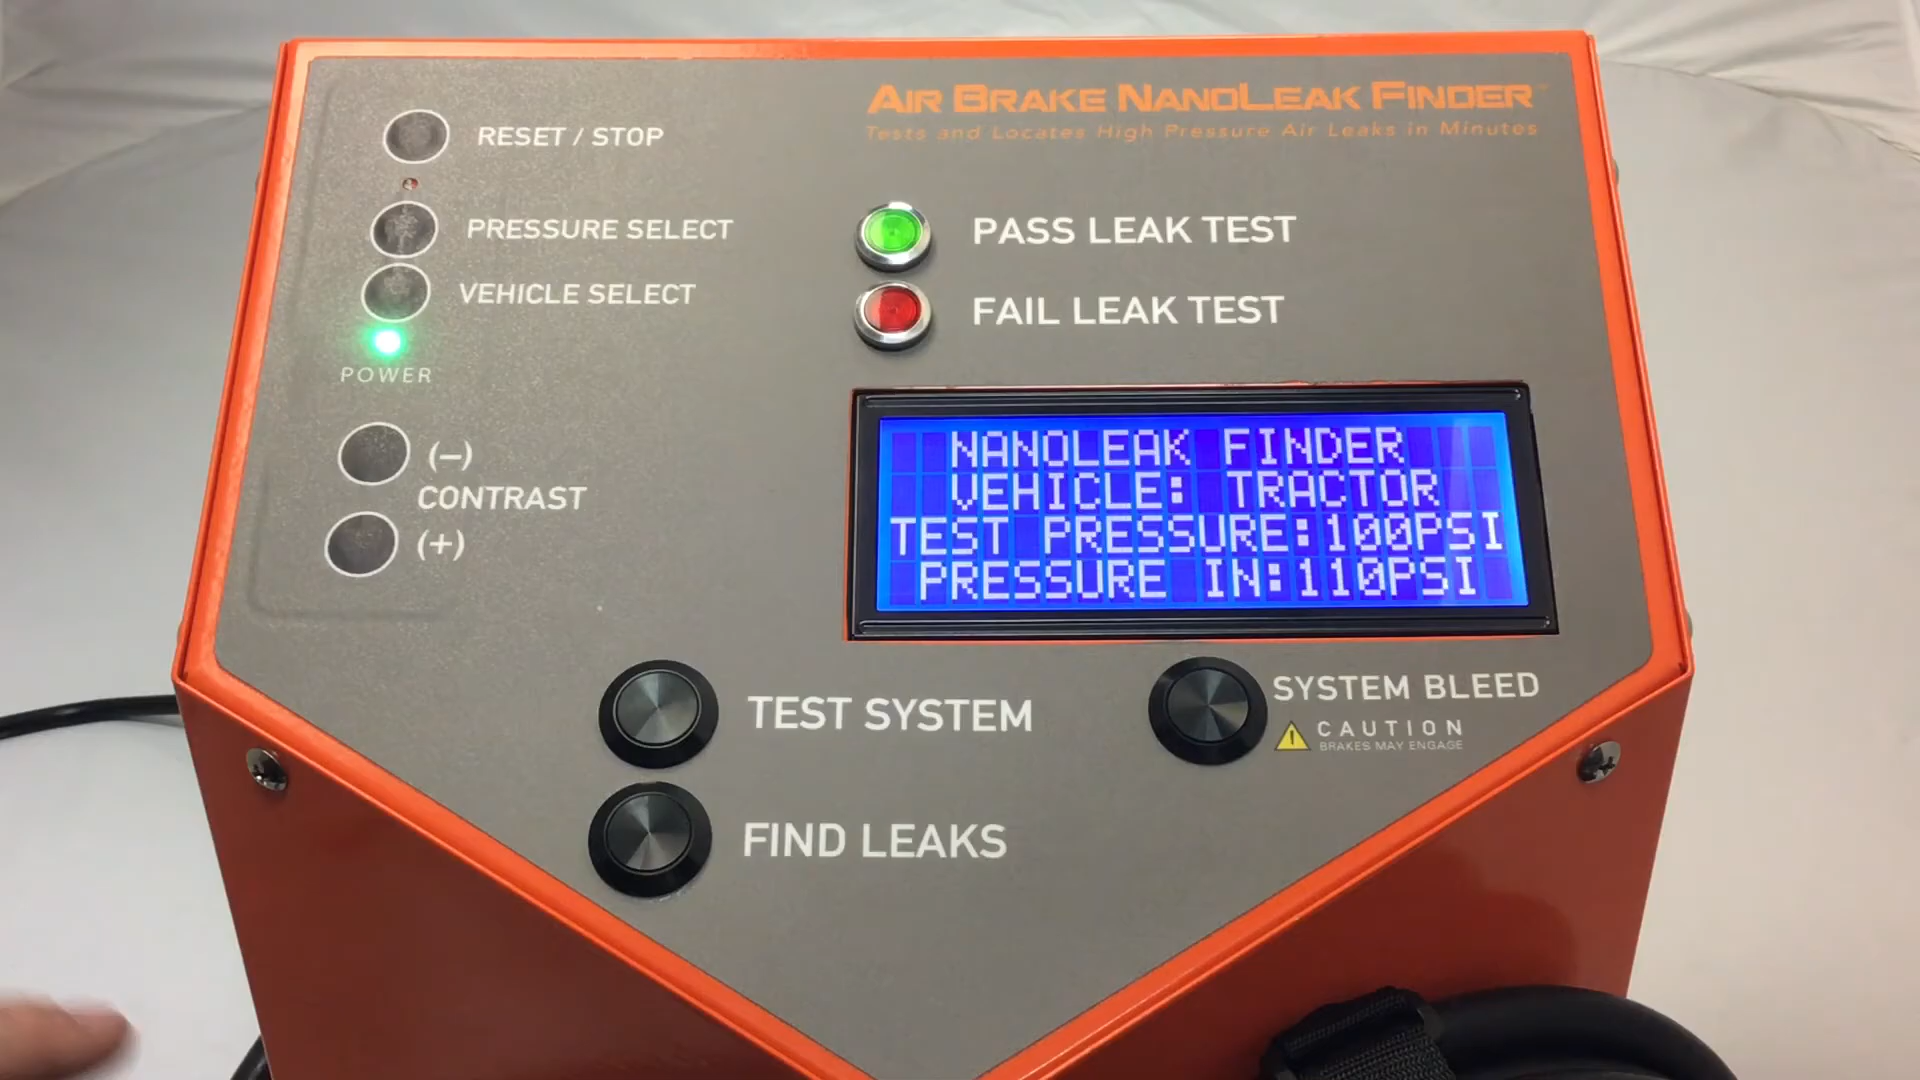 AIR BRAKE NANOLEAK FINDER™
Tests and Locates High Pressure Air Leaks in Minutes
RESET / STOP
PRESSURE SELECT
VEHICLE SELECT
POWER
(–)
CONTRAST
(+)
PASS LEAK TEST
FAIL LEAK TEST
NANOLEAK FINDER
VEHICLE: TRACTOR
TEST PRESSURE:100PSI
PRESSURE IN:110PSI
TEST SYSTEM
FIND LEAKS
SYSTEM BLEED
CAUTION
BRAKES MAY ENGAGE